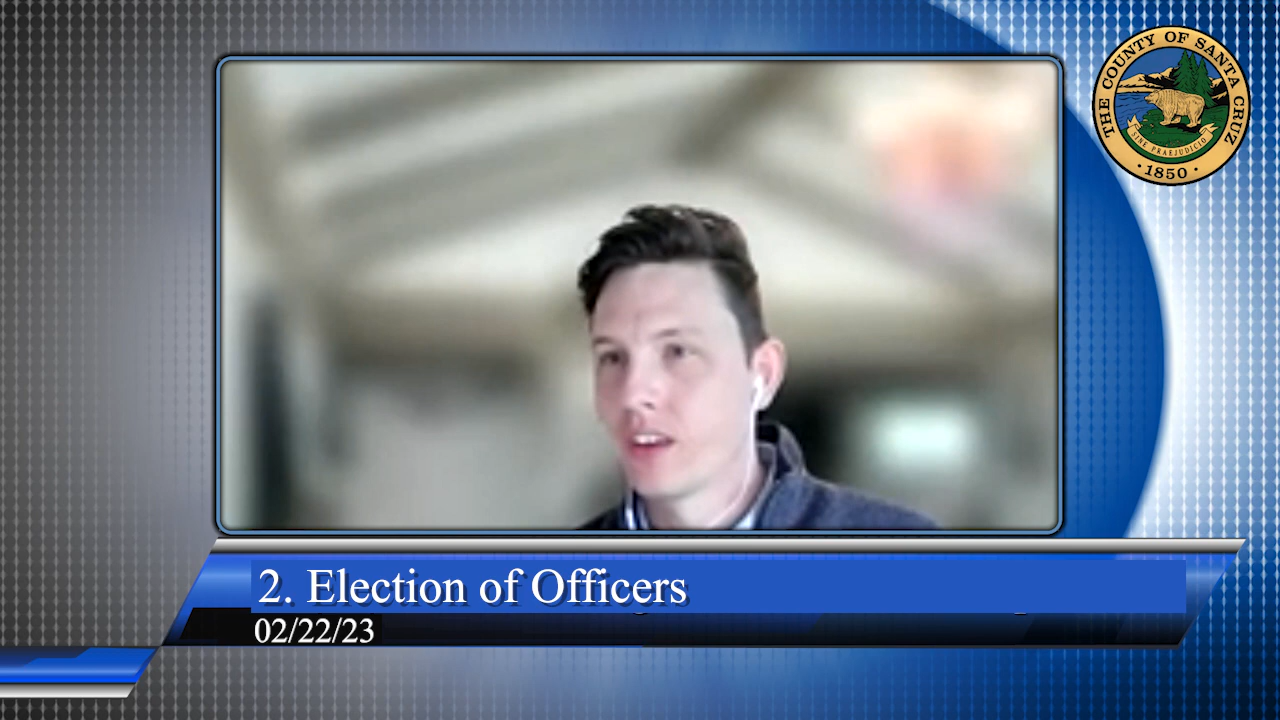 THE COUNTY OF SANTA CRUZ
SINE PRAEJUDICIO
· 1850 ·
2. Election of Officers
02/22/23